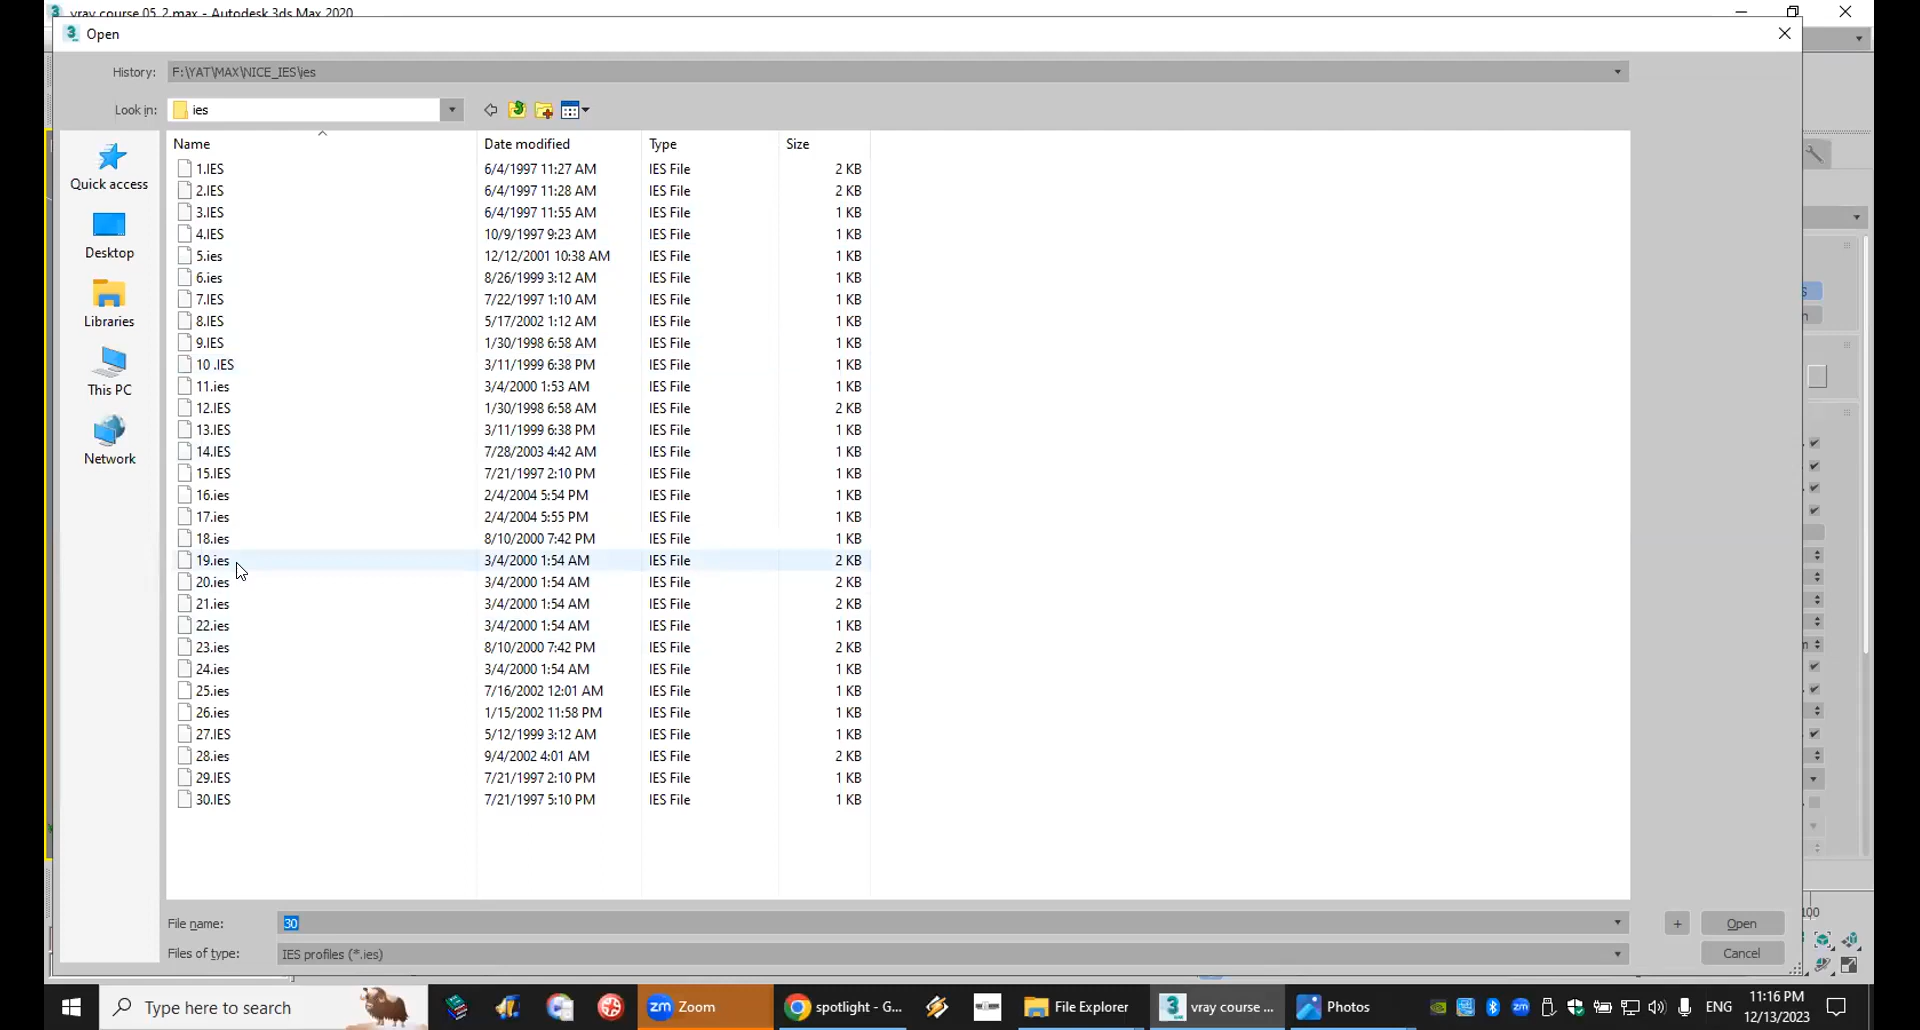 vray course 05_2.max - Autodesk 3ds Max 2020
Open
History: F:\YAT\MAX\NICE_IES\ies
Look in: ies
Name Date modified Type Size
1.IES 6/4/1997 11:27 AM IES File 2 KB
2.IES 6/4/1997 11:28 AM IES File 2 KB
3.IES 6/4/1997 11:55 AM IES File 1 KB
4.IES 10/9/1997 9:23 AM IES File 1 KB
5.ies 12/12/2001 10:38 AM IES File 1 KB
6.ies 8/26/1999 3:12 AM IES File 1 KB
7.IES 7/22/1997 1:10 AM IES File 1 KB
8.IES 5/17/2002 1:12 AM IES File 1 KB
9.IES 1/30/1998 6:58 AM IES File 1 KB
10 .IES 3/11/1999 6:38 PM IES File 1 KB
11.ies 3/4/2000 1:53 AM IES File 1 KB
12.IES 1/30/1998 6:58 AM IES File 2 KB
13.IES 3/11/1999 6:38 PM IES File 1 KB
14.IES 7/28/2003 4:42 AM IES File 1 KB
15.IES 7/21/1997 2:10 PM IES File 1 KB
16.ies 2/4/2004 5:54 PM IES File 1 KB
17.ies 2/4/2004 5:55 PM IES File 1 KB
18.ies 8/10/2000 7:42 PM IES File 1 KB
19.ies 3/4/2000 1:54 AM IES File 2 KB
20.ies 3/4/2000 1:54 AM IES File 1 KB
21.ies 3/4/2000 1:54 AM IES File 2 KB
22.ies 3/4/2000 1:54 AM IES File 1 KB
23.ies 8/10/2000 7:42 PM IES File 2 KB
24.ies 3/4/2000 1:54 AM IES File 1 KB
25.ies 7/16/2002 12:01 AM IES File 1 KB
26.ies 1/15/2002 11:58 PM IES File 1 KB
27.IES 5/12/1999 3:12 AM IES File 1 KB
28.ies 9/4/2002 4:01 AM IES File 2 KB
29.IES 7/21/1997 2:10 PM IES File 1 KB
30.IES 7/21/1997 5:10 PM IES File 1 KB
Quick access
Desktop
Libraries
This PC
Network
File name: 30 + Open
Files of type: IES profiles (*.ies) Cancel
100
Type here to search zm Zoom spotlight - G... File Explorer vray course ... Photos zm ENG 11:16 PM
12/13/2023